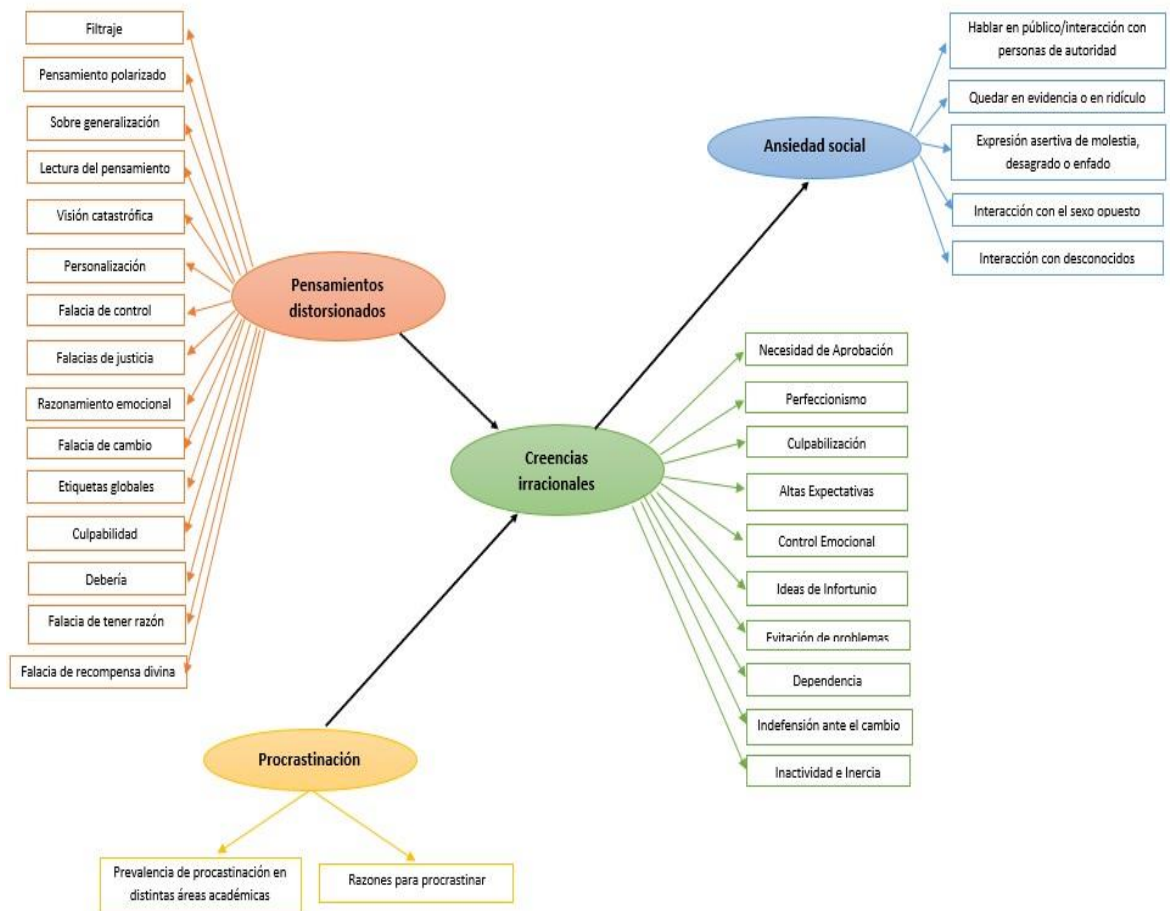 Filtraje
Pensamiento polarizado
Sobre generalización
Lectura del pensamiento
Visión catastrófica
Personalización
Falacia de control
Falacias de justicia
Razonamiento emocional
Falacia de cambio
Etiquetas globales
Culpabilidad
Debería
Falacia de tener razón
Falacia de recompensa divina
Pensamientos
distorsionados
Procrastinación
Prevalencia de procastinación en
distintas áreas académicas
Razones para procrastinar
Creencias
irracionales
Ansiedad social
Hablar en público/interacción con
personas de autoridad
Quedar en evidencia o en ridículo
Expresión asertiva de molestia,
desagrado o enfado
Interacción con el sexo opuesto
Interacción con desconocidos
Necesidad de Aprobación
Perfeccionismo
Culpabilización
Altas Expectativas
Control Emocional
Ideas de Infortunio
Evitación de problemas
Dependencia
Indefensión ante el cambio
Inactividad e Inercia